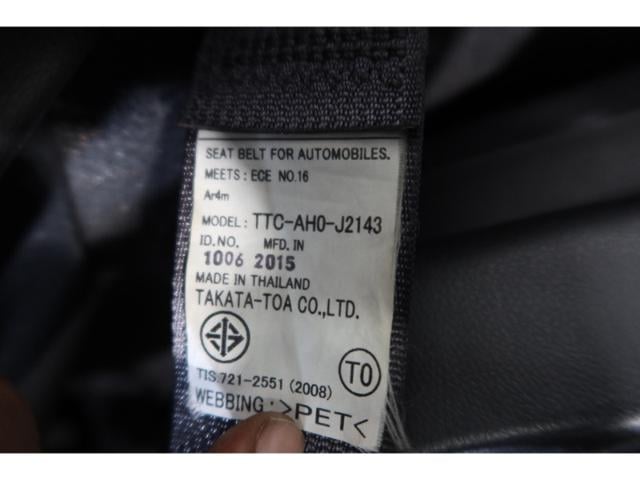 SEAT BELT FOR AUTOMOBILES.
MEETS : ECE NO.16
Ar4m
MODEL : TTC-AH0-J2143
ID.NO. MFD.IN
1006 2015
MADE IN THAILAND
TAKATA-TOA CO.,LTD.
TO
TIS 721-2551 (2008)
WEBBING : >PET<